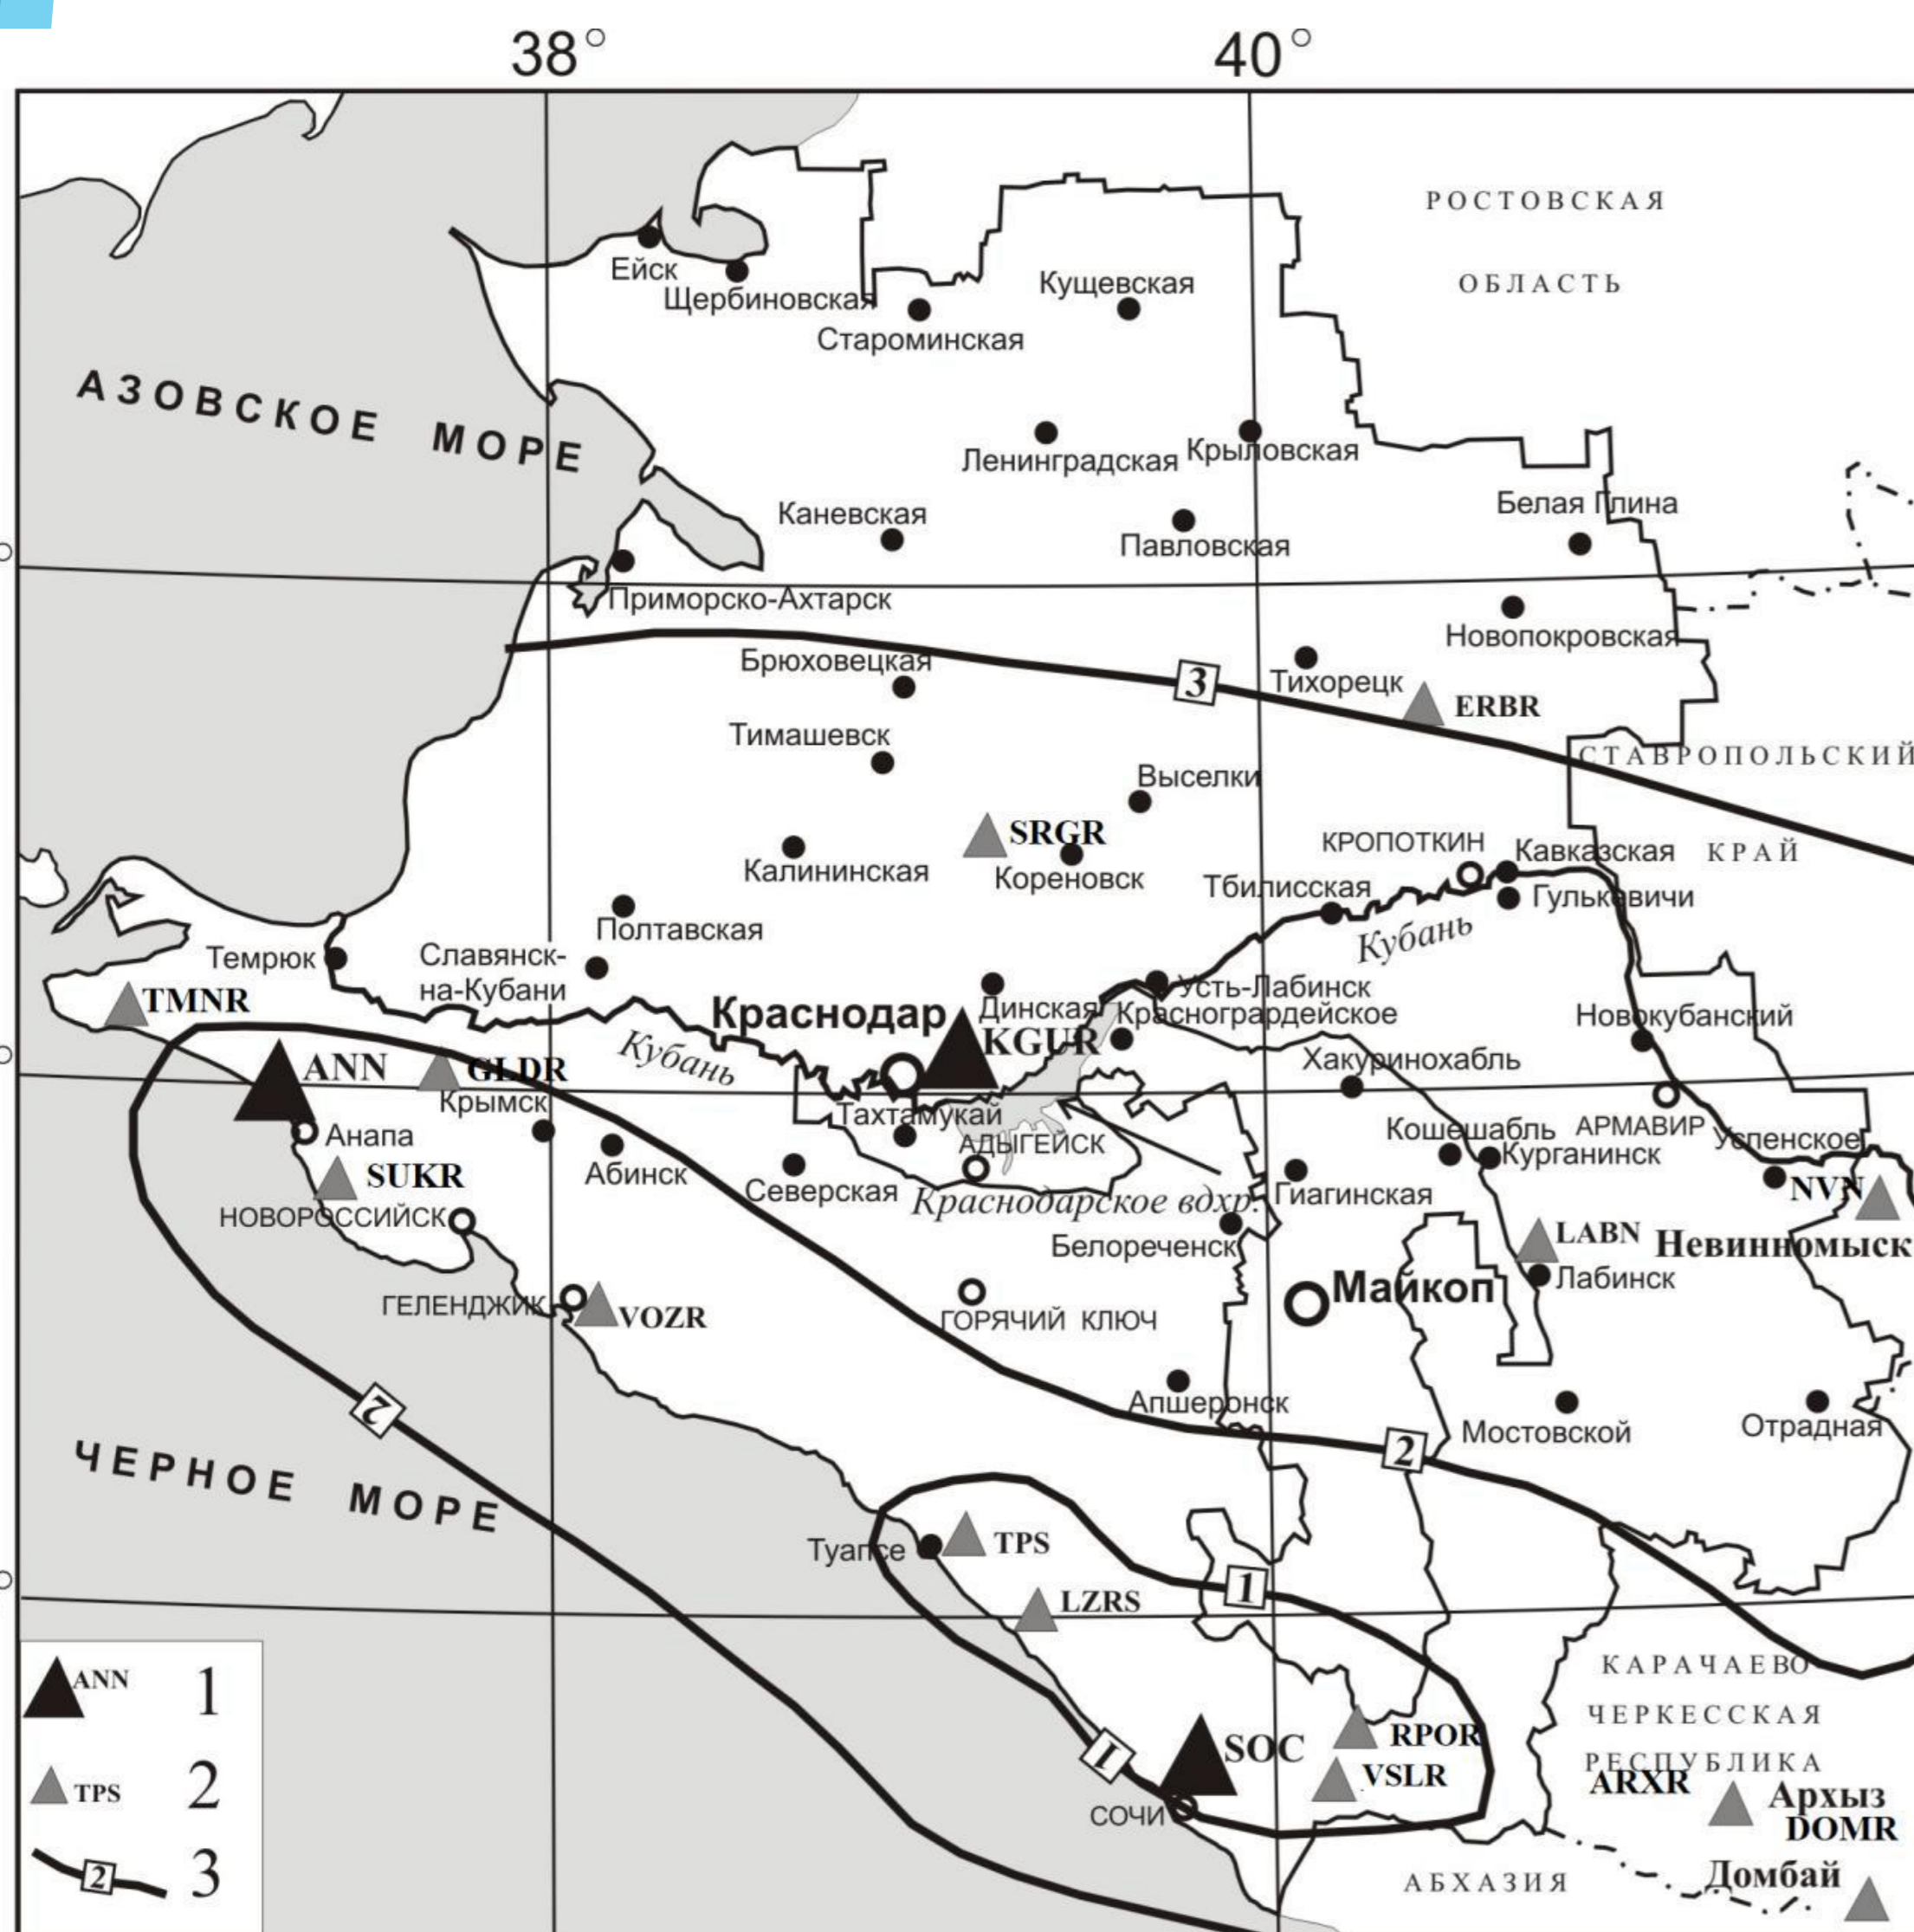 38°
40°
РОСТОВСКАЯ
ОБЛАСТЬ
Ейск
Щербиновская
Кущевская
Староминская
АЗОВСКОЕ МОРЕ
Ленинградская
Крыловская
Каневская
Павловская
Белая Глина
Приморско-Ахтарск
Новопокровская
Брюховецкая
3
Тихорецк
ERBR
Тимашевск
СТАВРОПОЛЬСКИЙ
Выселки
SRGR
КРОПОТКИН
Кавказская
КРАЙ
Калининская
Кореновск
Тбилисская
Гулькевичи
Полтавская
Кубань
Темрюк
Славянск-
на-Кубани
TMNR
Краснодар
Динская
Усть-Лабинск
Красногвардейское
Новокубанский
KGUR
Кубань
ANN
GLDR
Хакуринохабль
Крымск
Тахтамукай
Анапа
АДЫГЕЙСК
Кошешабль
АРМАВИР
Успенское
Курганинск
SUKR
Абинск
Северская
Краснодарское вдхр.
Гиагинская
NVN
НОВОРОССИЙСК
Белореченск
LABN
Невинномыск
Майкоп
Лабинск
ГЕЛЕНДЖИК
VOZR
ГОРЯЧИЙ КЛЮЧ
2
Апшеронск
Мостовской
Отрадная
2
ЧЕРНОЕ МОРЕ
Туапсе
TPS
1
LZRS
КАРАЧАЕВО
ЧЕРКЕССКАЯ
РЕСПУБЛИКА
SOC
RPOR
1
VSLR
ARXR
Архыз
СОЧИ
DOMR
Домбай
АБХАЗИЯ
ANN 1
TPS 2
2 3